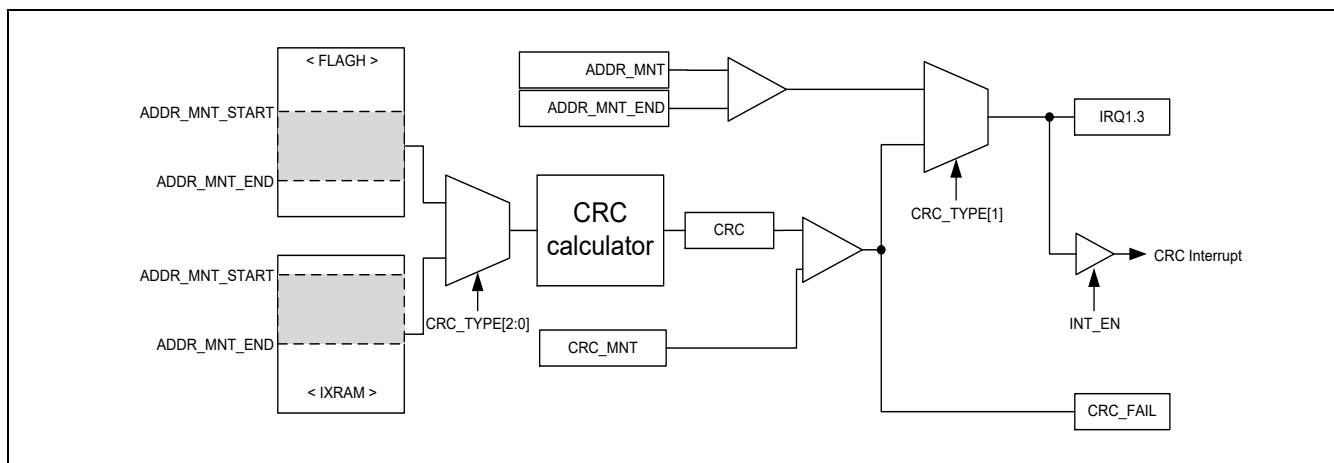 < FLAGH >
ADDR_MNT_START
ADDR_MNT_END
ADDR_MNT_START
ADDR_MNT_END
< IXRAM >
CRC_TYPE[2:0]
CRC
calculator
CRC
CRC_MNT
ADDR_MNT
ADDR_MNT_END
CRC_TYPE[1]
IRQ1.3
CRC Interrupt
INT_EN
CRC_FAIL